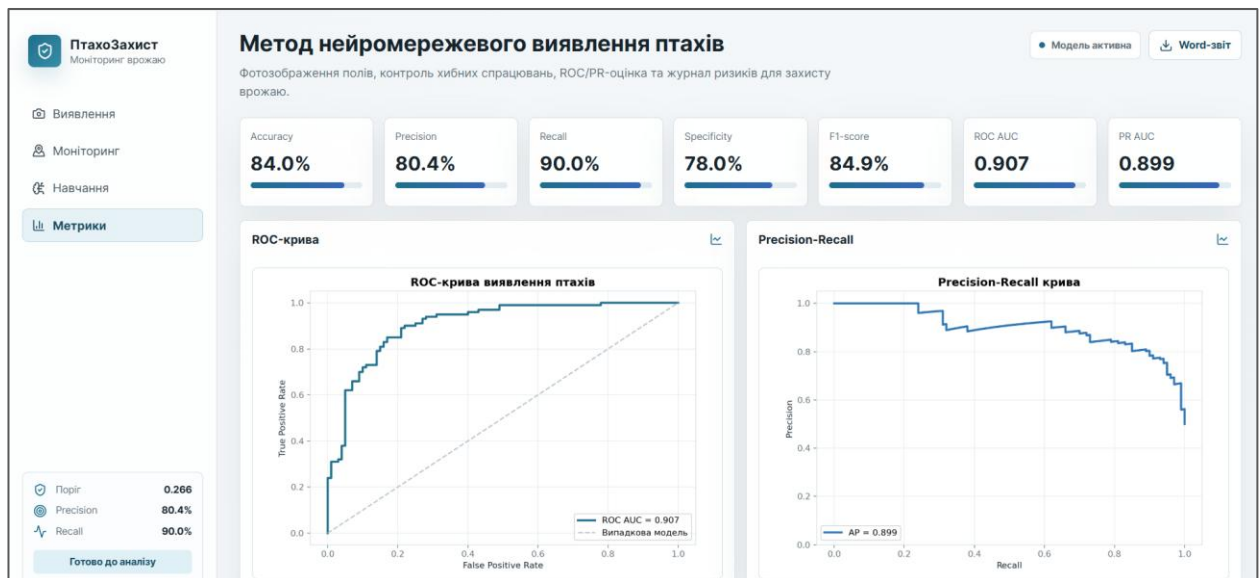 ПтахоЗахист
Моніторинг врожаю
Виявлення
Моніторинг
Навчання
Метрики
Поріг 0.266
Precision 80.4%
Recall 90.0%
Готово до аналізу
Метод нейромережевого виявлення птахів
Фотозображення полів, контроль хибних спрацювань, ROC/PR-оцінка та журнал ризиків для захисту
врожаю.
Модель активна
Word-звіт
Accuracy
84.0%
Precision
80.4%
Recall
90.0%
Specificity
78.0%
F1-score
84.9%
ROC AUC
0.907
PR AUC
0.899
ROC-крива
ROC-крива виявлення птахів
True Positive Rate
1.0
0.8
0.6
0.4
0.2
0.0
ROC AUC = 0.907
Випадкова модель
0.0 0.2 0.4 0.6 0.8 1.0
False Positive Rate
Precision-Recall
Precision-Recall крива
Precision
1.0
0.8
0.6
0.4
0.2
0.0
AP = 0.899
0.0 0.2 0.4 0.6 0.8 1.0
Recall